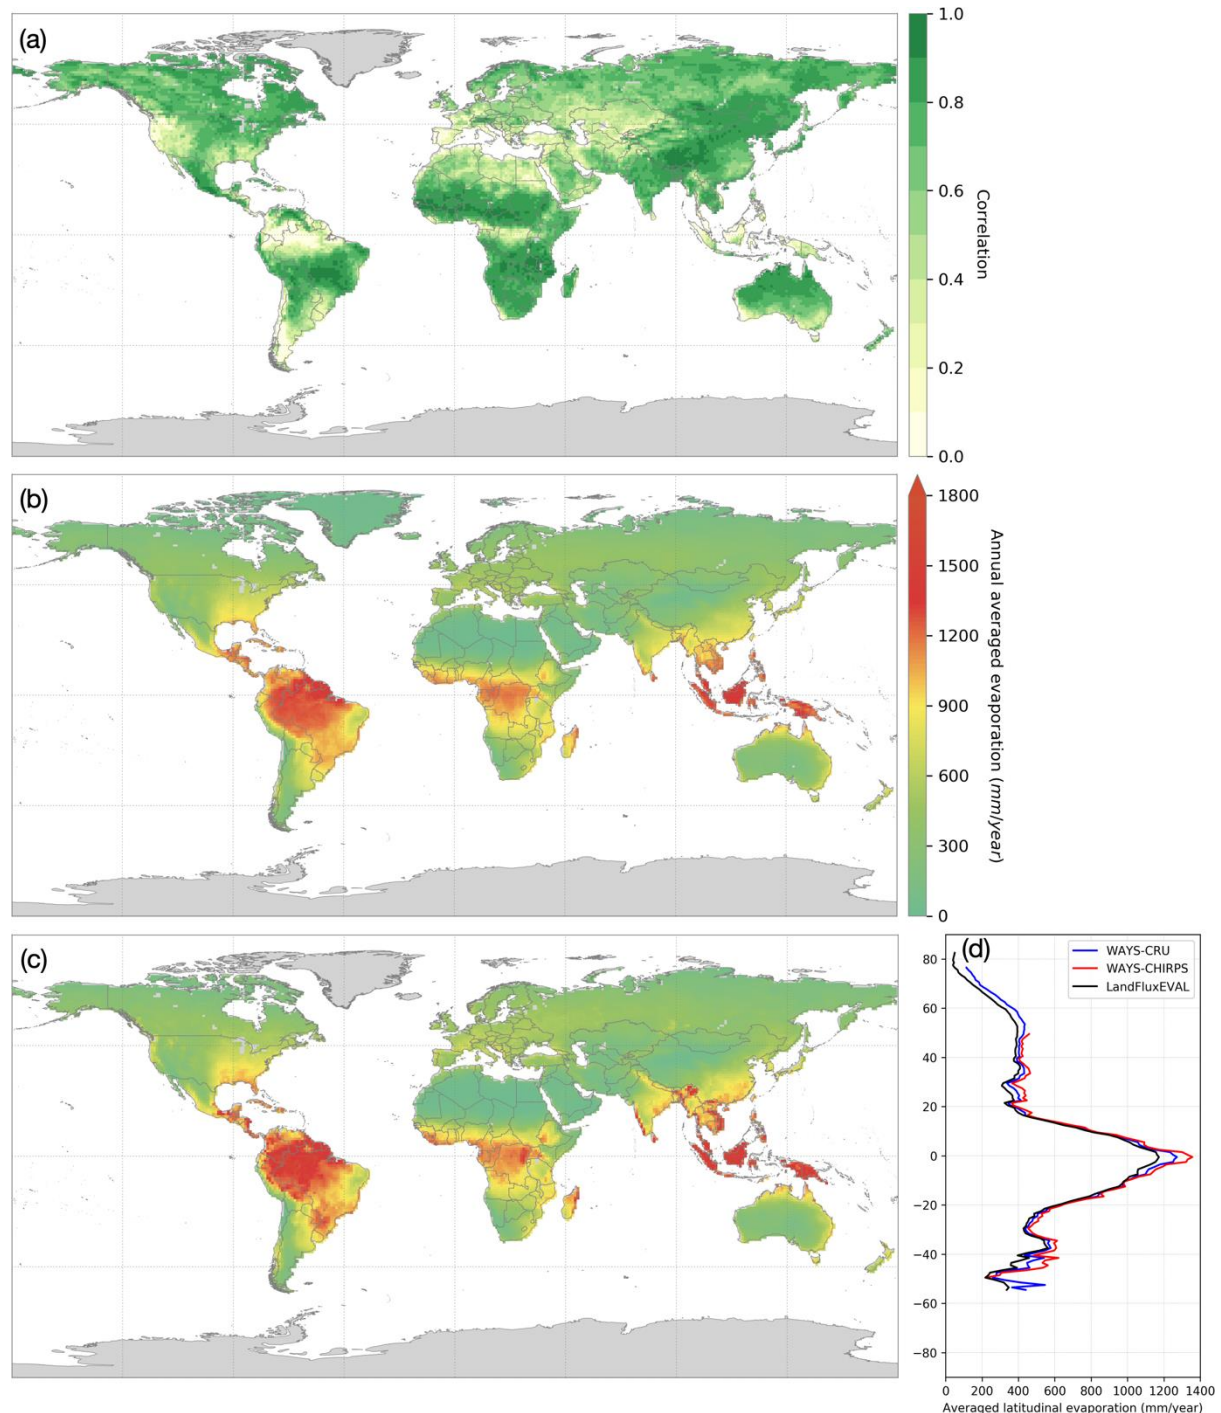 (a)
1.0
0.8
0.6
0.4
0.2
0.0
Correlation
(b)
1800
1500
1200
900
600
300
0
Annual averaged evaporation (mm/year)
(c)
(d)
WAYS-CRU
WAYS-CHIRPS
LandFluxEVAL
80
60
40
20
0
−20
−40
−60
−80
0 200 400 600 800 1000 1200 1400
Averaged latitudinal evaporation (mm/year)